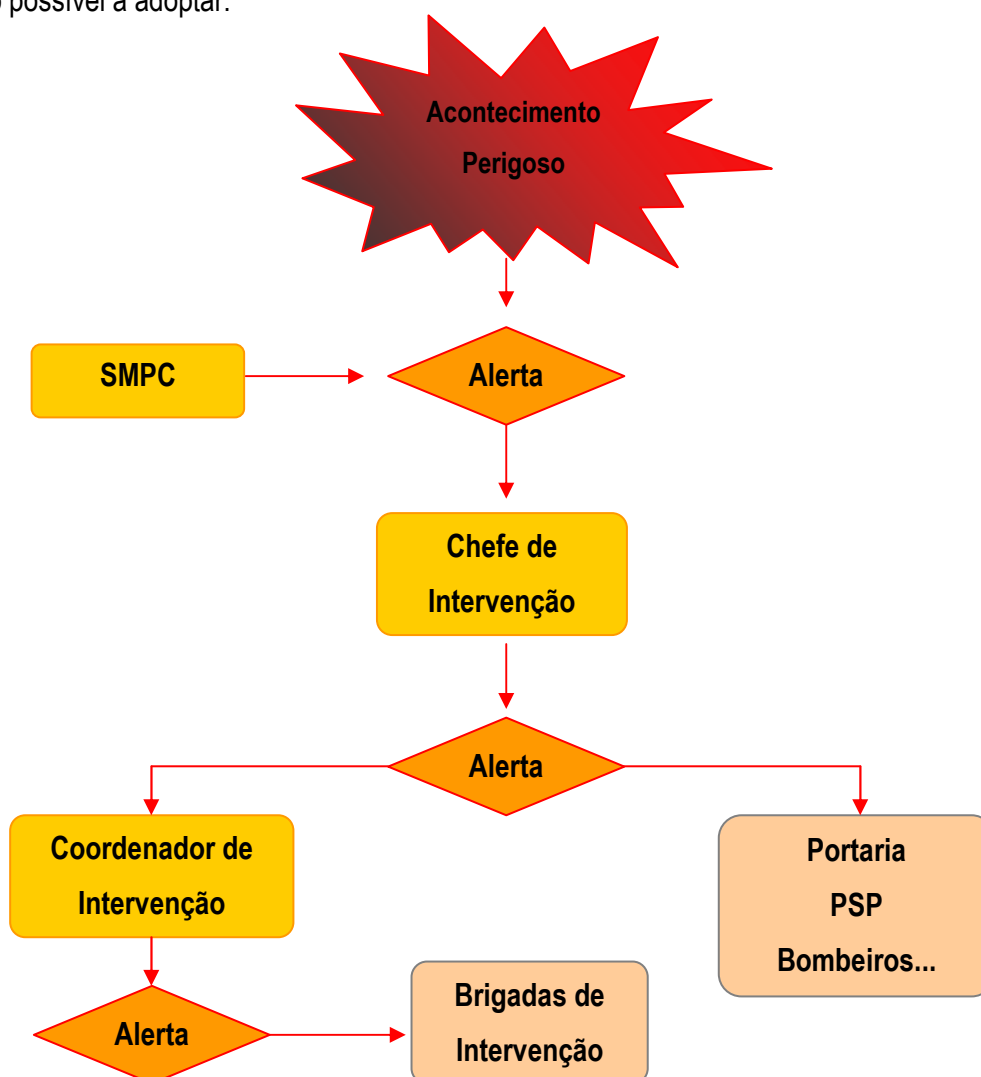 possível a adoptar.
Acontecimento
Perigoso
SMPC
Alerta
Chefe de
Intervenção
Alerta
Coordenador de
Intervenção
Portaria
PSP
Bombeiros...
Alerta
Brigadas de
Intervenção